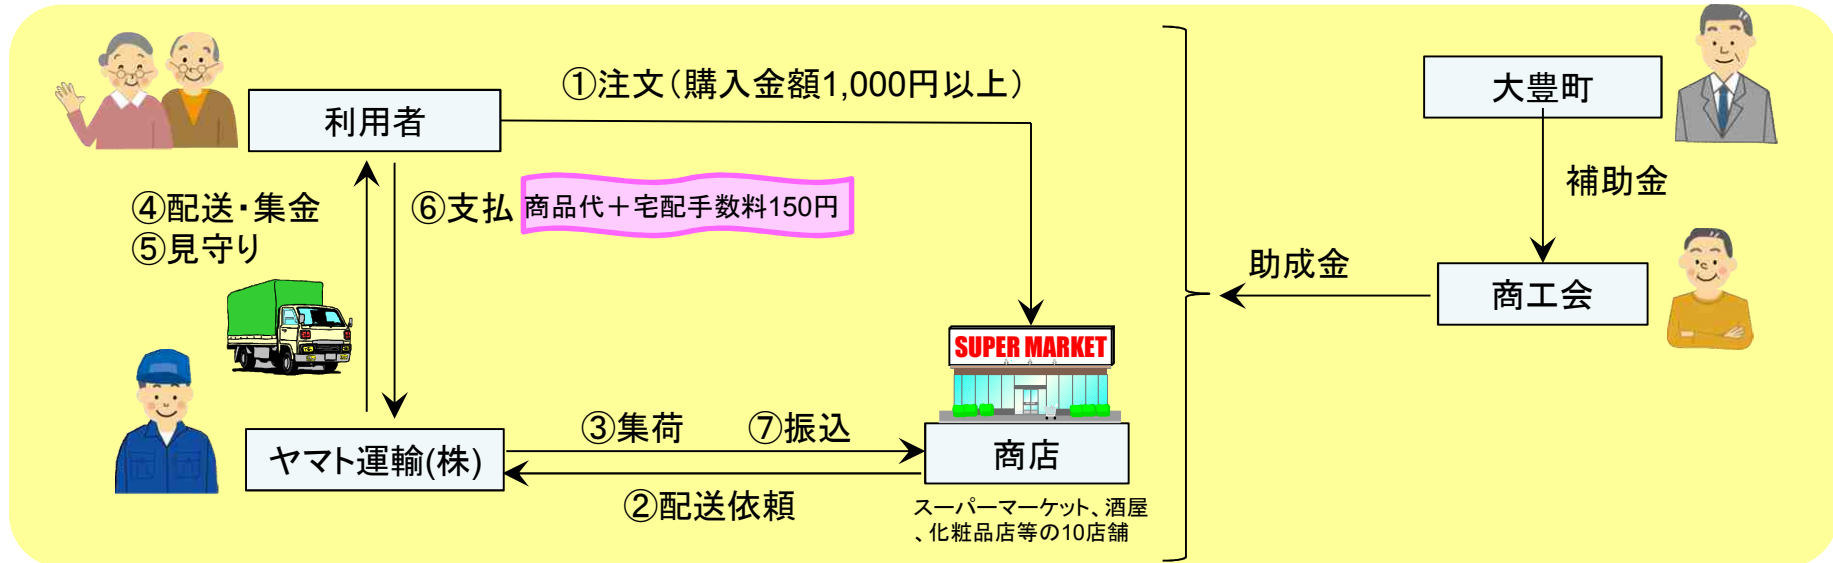 ①注文(購入金額1,000円以上)
利用者
大豊町
④配送・集金
⑤見守り
⑥支払
商品代＋宅配手数料150円
補助金
助成金
商工会
SUPER MARKET
③集荷
⑦振込
ヤマト運輸(株)
商店
②配送依頼
スーパーマーケット、酒屋
、化粧品店等の10店舗